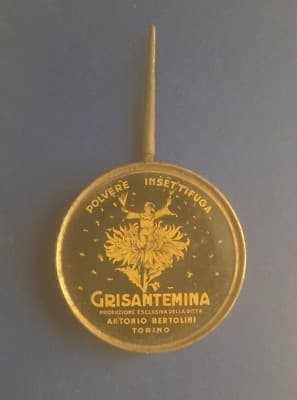 POLVERE INSETTIFUGA
GRISANTEMINA
PRODUZIONE ESCLUSIVA DELLA DITTA
ANTONIO BERTOLINI
TORINO